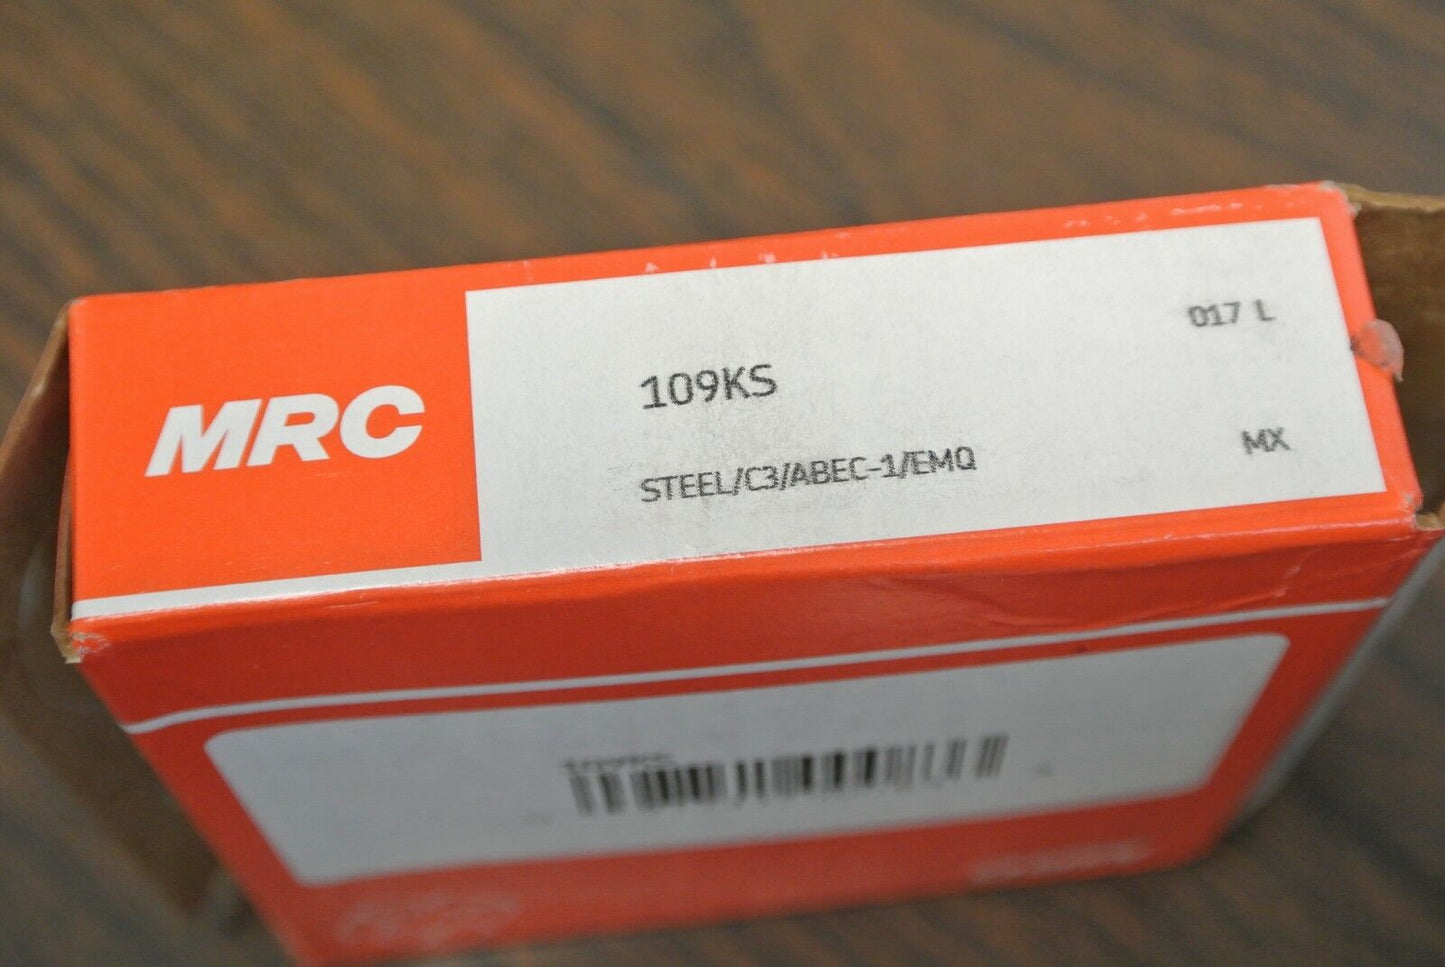 MRC
109KS
017 L
STEEL/C3/ABEC-1/EMQ
MX